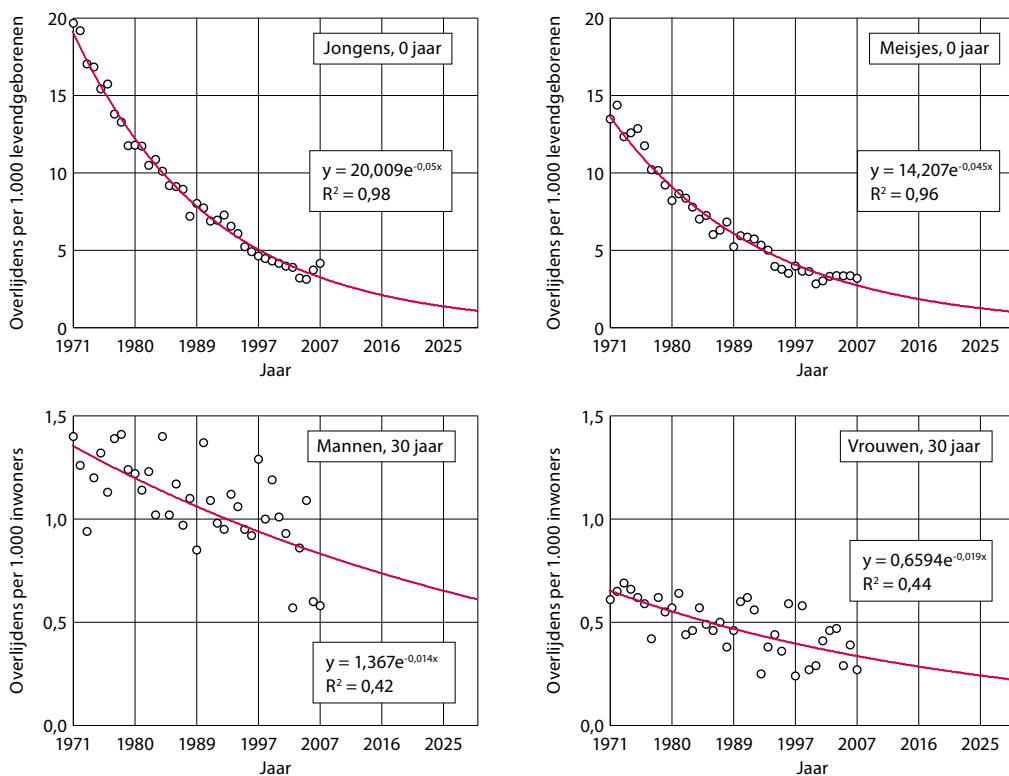 Overlijdens per 1.000 levendgeborenen
20
15
10
5
0
Jongens, 0 jaar
y = 20,009e^-0,05x
R² = 0,98
1971 1980 1989 1997 2007 2016 2025
Jaar
Overlijdens per 1.000 levendgeborenen
20
15
10
5
0
Meisjes, 0 jaar
y = 14,207e^-0,045x
R² = 0,96
1971 1980 1989 1997 2007 2016 2025
Jaar
Overlijdens per 1.000 inwoners
1,5
1,0
0,5
0,0
Mannen, 30 jaar
y = 1,367e^-0,014x
R² = 0,42
1971 1980 1989 1997 2007 2016 2025
Jaar
Overlijdens per 1.000 inwoners
1,5
1,0
0,5
0,0
Vrouwen, 30 jaar
y = 0,6594e^-0,019x
R² = 0,44
1971 1980 1989 1997 2007 2016 2025
Jaar